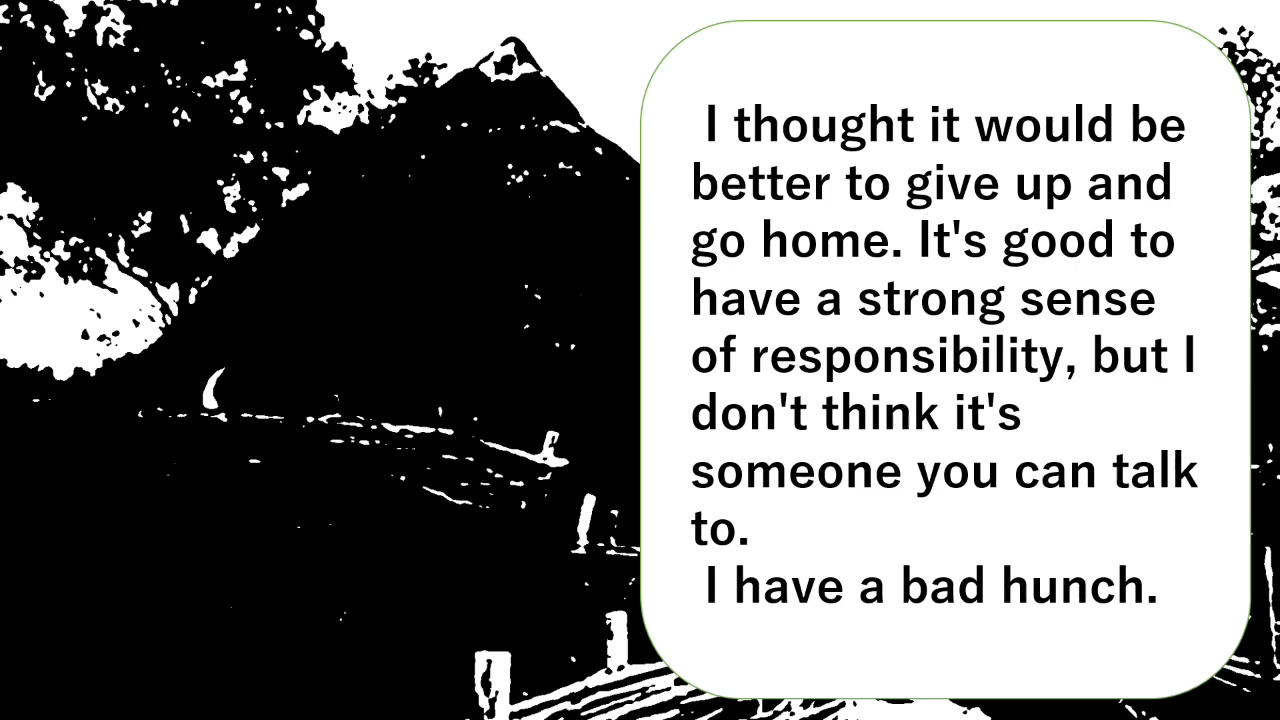 I thought it would be
better to give up and
go home. It's good to
have a strong sense
of responsibility, but I
don't think it's
someone you can talk
to.
I have a bad hunch.